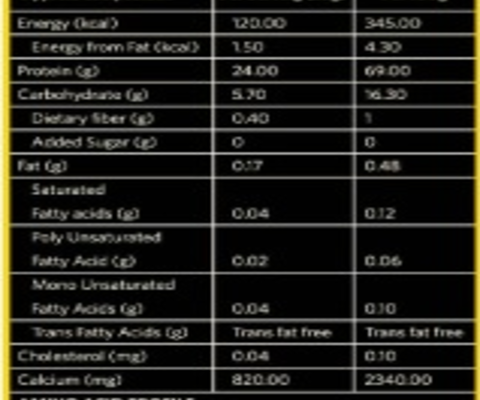 Energy (kcal) 120.00 345.00
Energy from Fat (kcal) 1.50 4.30
Protein (g) 24.00 69.00
Carbohydrate (g) 5.70 16.30
Dietary fiber (g) 0.40 1
Added Sugar (g) 0 0
Fat (g) 0.17 0.48
Saturated
Fatty acids (g) 0.04 0.12
Poly Unsaturated
Fatty Acid (g) 0.02 0.06
Mono Unsaturated
Fatty Acids (g) 0.04 0.10
Trans Fatty Acids (g) Trans fat free Trans fat free
Cholesterol (mg) 0.04 0.10
Calcium (mg) 820.00 2340.00